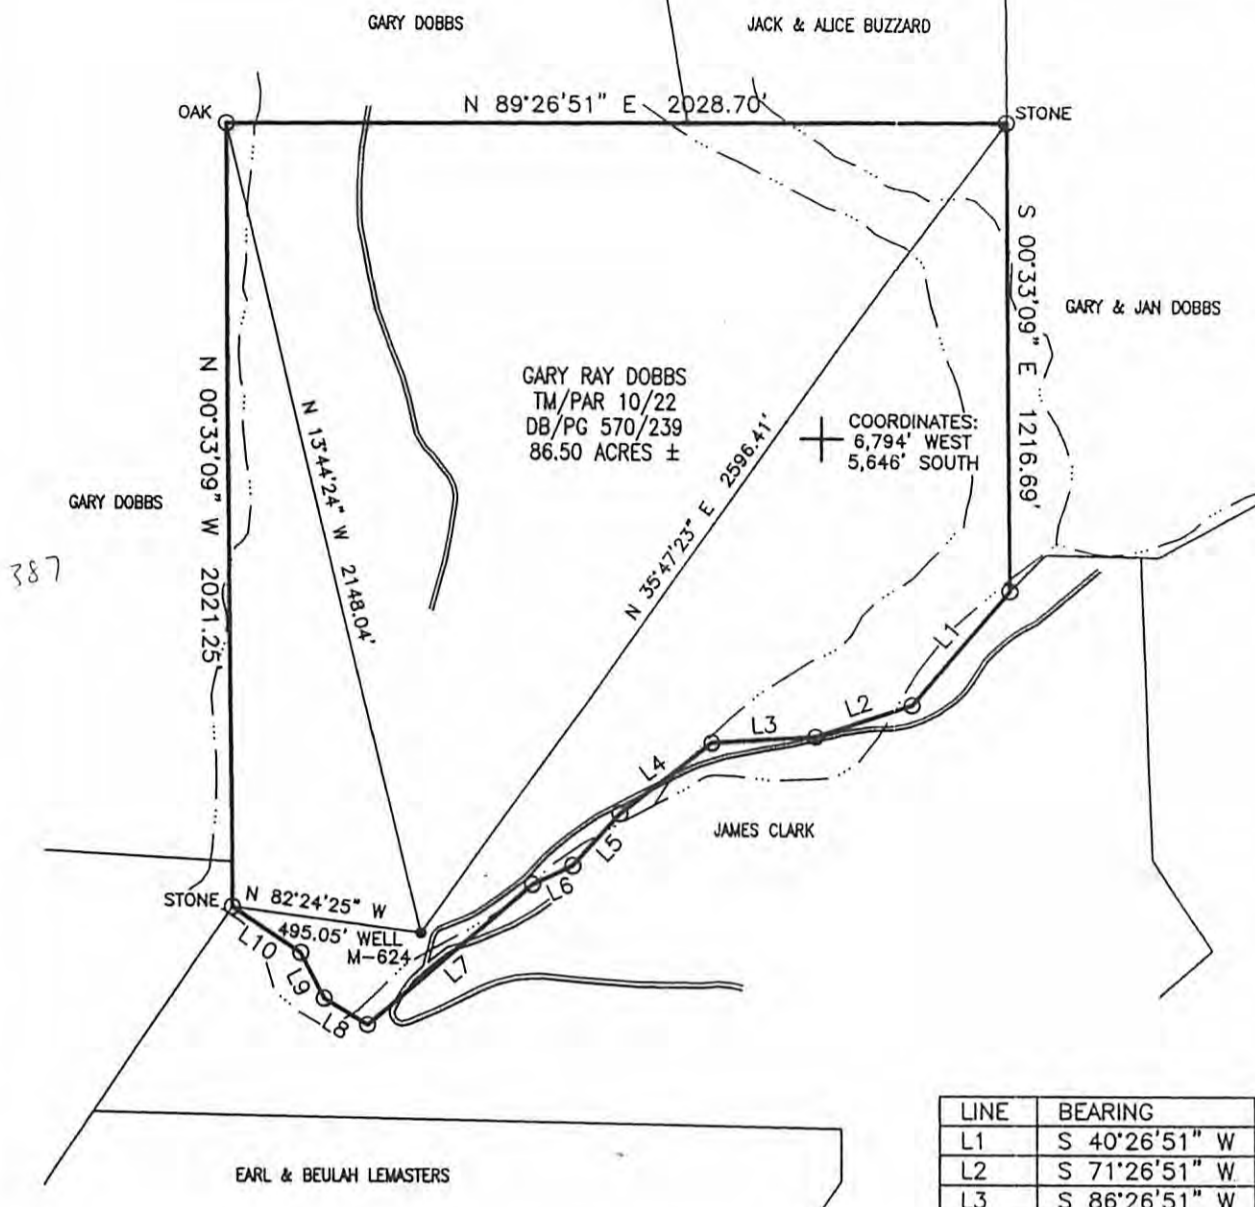 GARY DOBBS
JACK & ALICE BUZZARD
OAK
N 89°26'51" E 2028.70'
STONE
S 00°33'09" E 1216.69'
GARY & JAN DOBBS
GARY RAY DOBBS
TM/PAR 10/22
DB/PG 570/239
86.50 ACRES ±
COORDINATES:
6,794' WEST
5,646' SOUTH
N 00°33'09" W 2021.25'
N 13°44'24" W 2148.04'
N 35°47'23" E 2596.41'
GARY DOBBS
387
L1
L2
L3
L4
JAMES CLARK
L5
L6
STONE
N 82°24'25" W
495.05' WELL
M-624
L10
L9
L7
L8
LINE BEARING
L1 S 40°26'51" W
L2 S 71°26'51" W
L3 S 86°26'51" W
EARL & BEULAH LEMASTERS